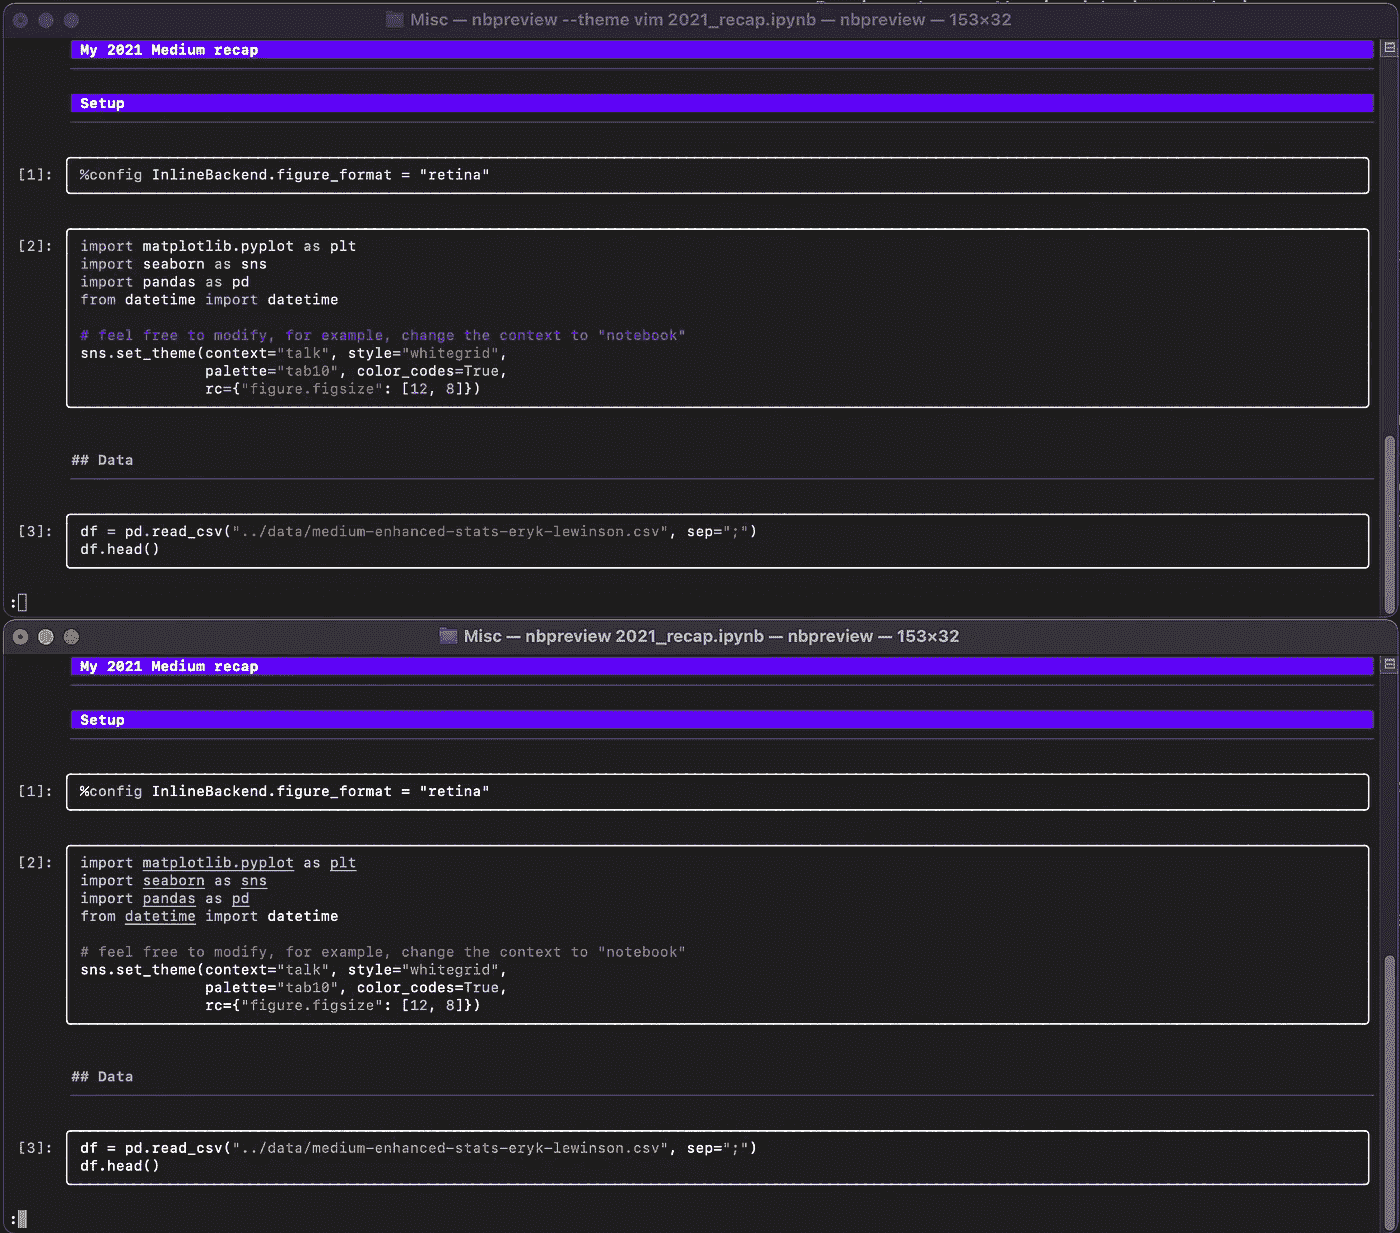 Misc — nbpreview --theme vim 2021_recap.ipynb — nbpreview — 153×32
My 2021 Medium recap
Setup
[1]: %config InlineBackend.figure_format = "retina"
[2]: import matplotlib.pyplot as plt
import seaborn as sns
import pandas as pd
from datetime import datetime
# feel free to modify, for example, change the context to "notebook"
sns.set_theme(context="talk", style="whitegrid",
palette="tab10", color_codes=True,
rc={"figure.figsize": [12, 8]})
## Data
[3]: df = pd.read_csv("../data/medium-enhanced-stats-eryk-lewinson.csv", sep=";")
df.head()
:
Misc — nbpreview 2021_recap.ipynb — nbpreview — 153×32
My 2021 Medium recap
Setup
[1]: %config InlineBackend.figure_format = "retina"
[2]: import matplotlib.pyplot as plt
import seaborn as sns
import pandas as pd
from datetime import datetime
# feel free to modify, for example, change the context to "notebook"
sns.set_theme(context="talk", style="whitegrid",
palette="tab10", color_codes=True,
rc={"figure.figsize": [12, 8]})
## Data
[3]: df = pd.read_csv("../data/medium-enhanced-stats-eryk-lewinson.csv", sep=";")
df.head()
: